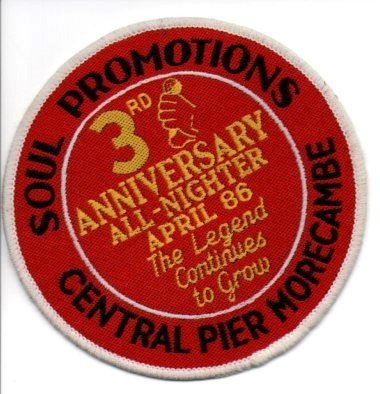 SOUL PROMOTIONS
3RD
ANNIVERSARY
ALL-NIGHTER
APRIL 86
The Legend
Continues
to Grow
CENTRAL PIER MORECAMBE